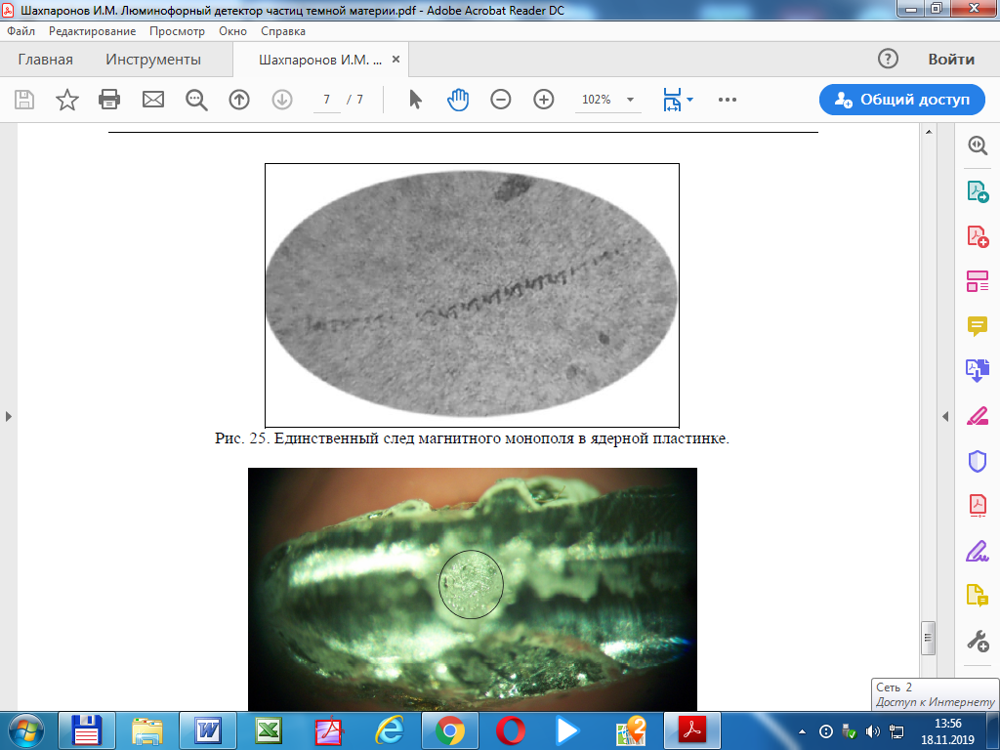 Шахпаронов И.М. Люминофорный детектор частиц темной материи.pdf - Adobe Acrobat Reader DC
Файл Редактирование Просмотр Окно Справка
Главная Инструменты Шахпаронов И.М. ... × ? Войти
7 / 7 102% Общий доступ
Рис. 25. Единственный след магнитного монополя в ядерной пластинке.
Сеть 2
Доступ к Интернету
13:56
18.11.2019